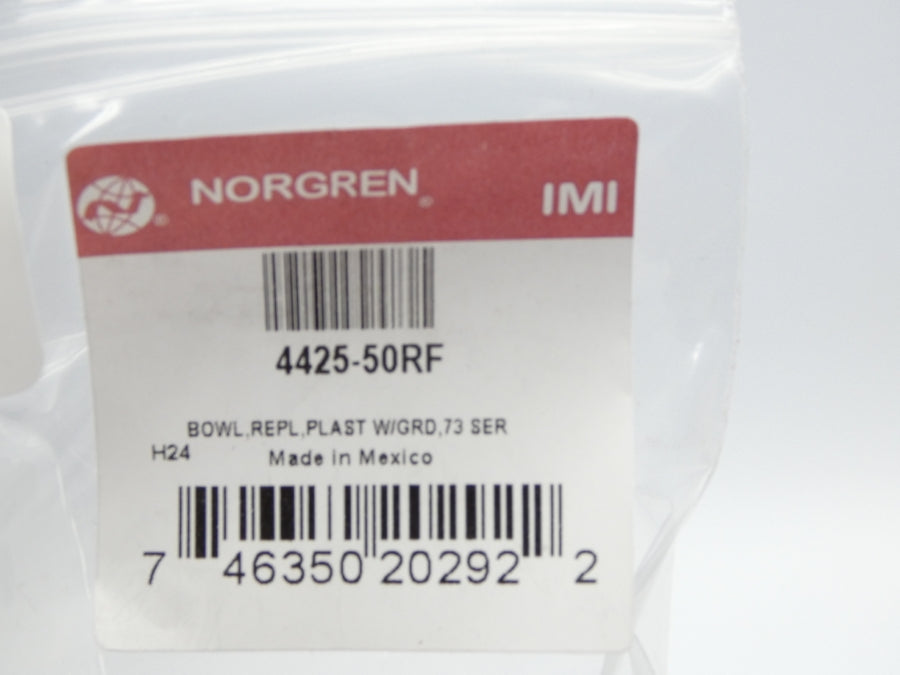 NORGREN® IMI
4425-50RF
BOWL,REPL,PLAST W/GRD,73 SER
H24 Made in Mexico
7 46350 20292 2